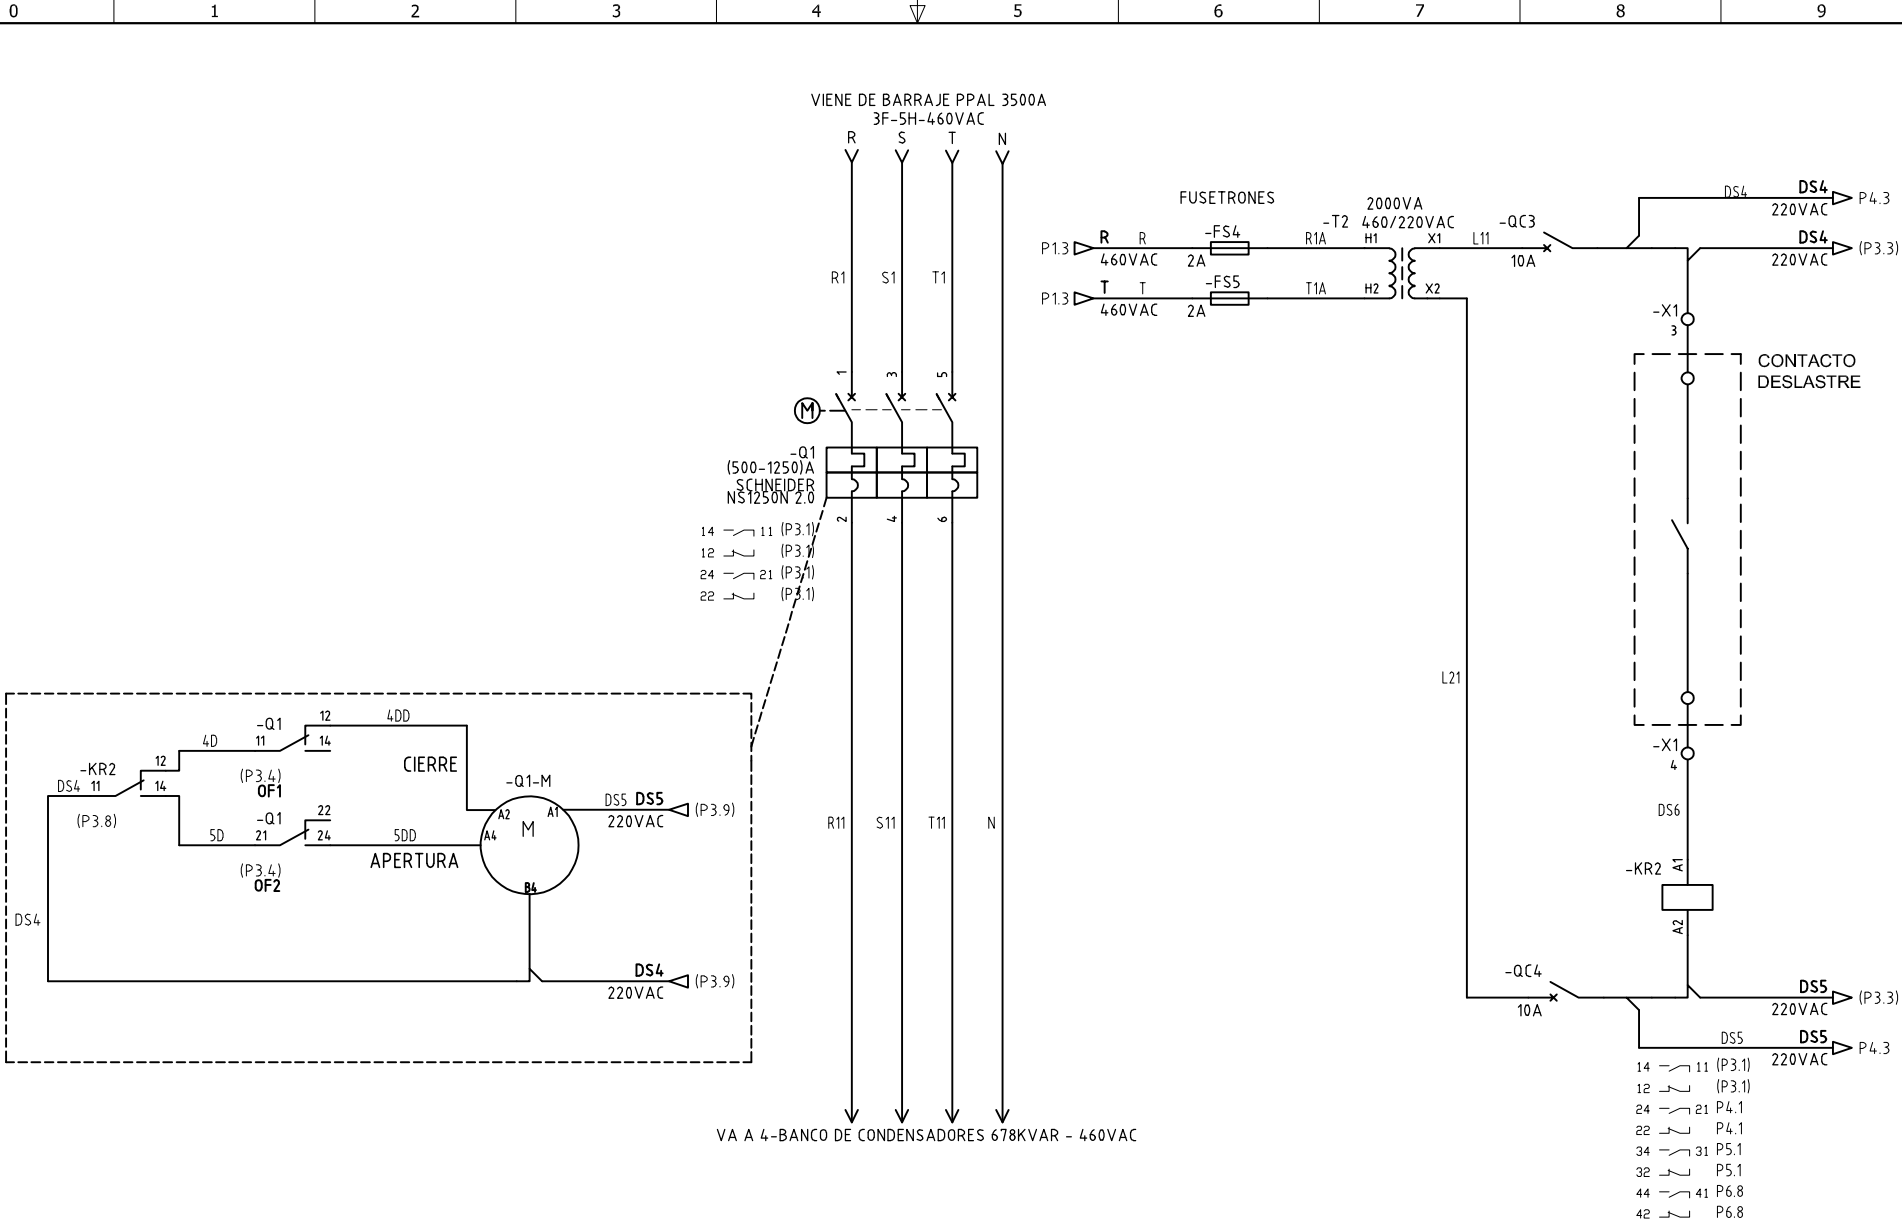 0 1 2 3 4 5 6 7 8 9
VIENE DE BARRAJE PPAL 3500A
3F-5H-460VAC
R S T N
R1 S1 T1
1 3 5
M
-Q1
(500-1250)A
SCHNEIDER
NS1250N 2.0
2 4 6
14 11 (P3.1)
12 (P3.1)
24 21 (P3.1)
22 (P3.1)
R11 S11 T11 N
VA A 4-BANCO DE CONDENSADORES 678KVAR - 460VAC
-Q1
12
4DD
4D
11
14
-KR2
12
CIERRE
DS4 11
14
(P3.4)
OF1
(P3.8)
-Q1
22
5D
21
24
5DD
(P3.4)
OF2
APERTURA
-Q1-M
A2
A1
A4
M
B4
DS5 DS5
(P3.9)
220VAC
DS4
DS4
(P3.9)
220VAC
FUSETRONES
2000VA
-T2 460/220VAC
P1.3
R R
-FS4
R1A
H1
X1
L11
-QC3
460VAC
2A
10A
P1.3
T T
-FS5
T1A
H2
X2
460VAC
2A
DS4
DS4
P4.3
220VAC
DS4
(P3.3)
220VAC
-X1
3
CONTACTO
DESLASTRE
L21
-X1
4
DS6
A1
-KR2
A2
-QC4
10A
DS5
(P3.3)
220VAC
DS5
DS5
P4.3
220VAC
14 11 (P3.1)
12 (P3.1)
24 21 P4.1
22 P4.1
34 31 P5.1
32 P5.1
44 41 P6.8
42 P6.8